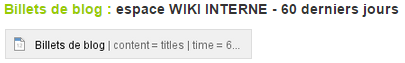 Billets de blog : espace WIKI INTERNE - 60 derniers jours
Billets de blog | content = titles | time = 6...